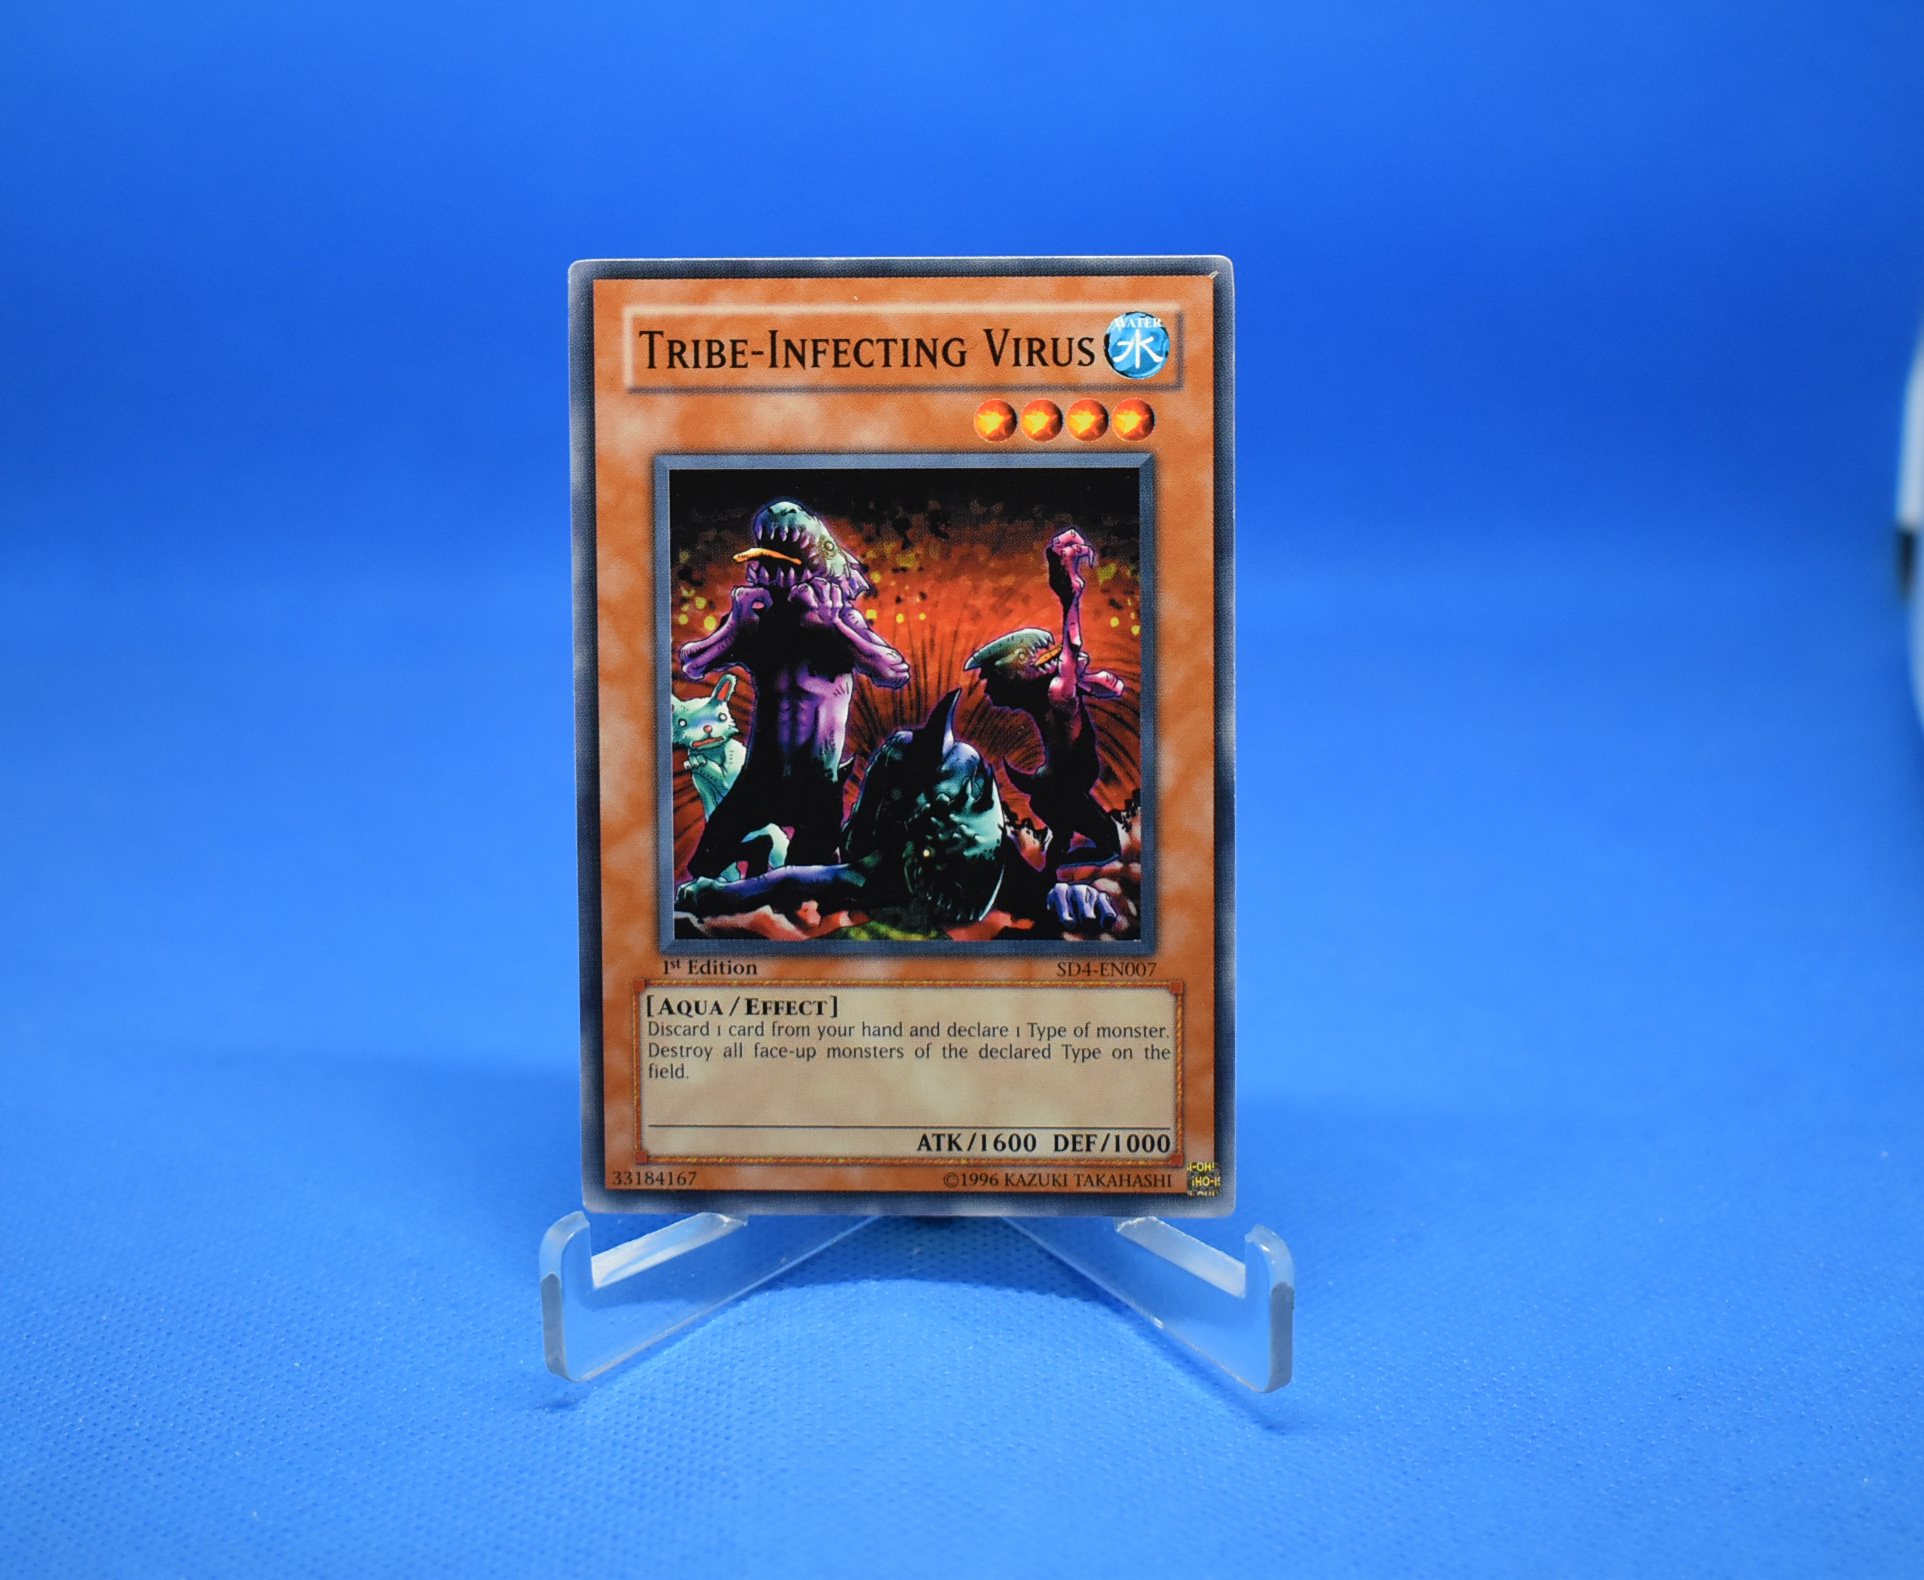 TRIBE-INFECTING VIRUS
WATER
水
1st Edition
SD4-EN007
[AQUA/EFFECT]
Discard 1 card from your hand and declare 1 Type of monster.
Destroy all face-up monsters of the declared Type on the
field.
ATK/1600 DEF/1000
33184167
©1996 KAZUKI TAKAHASHI